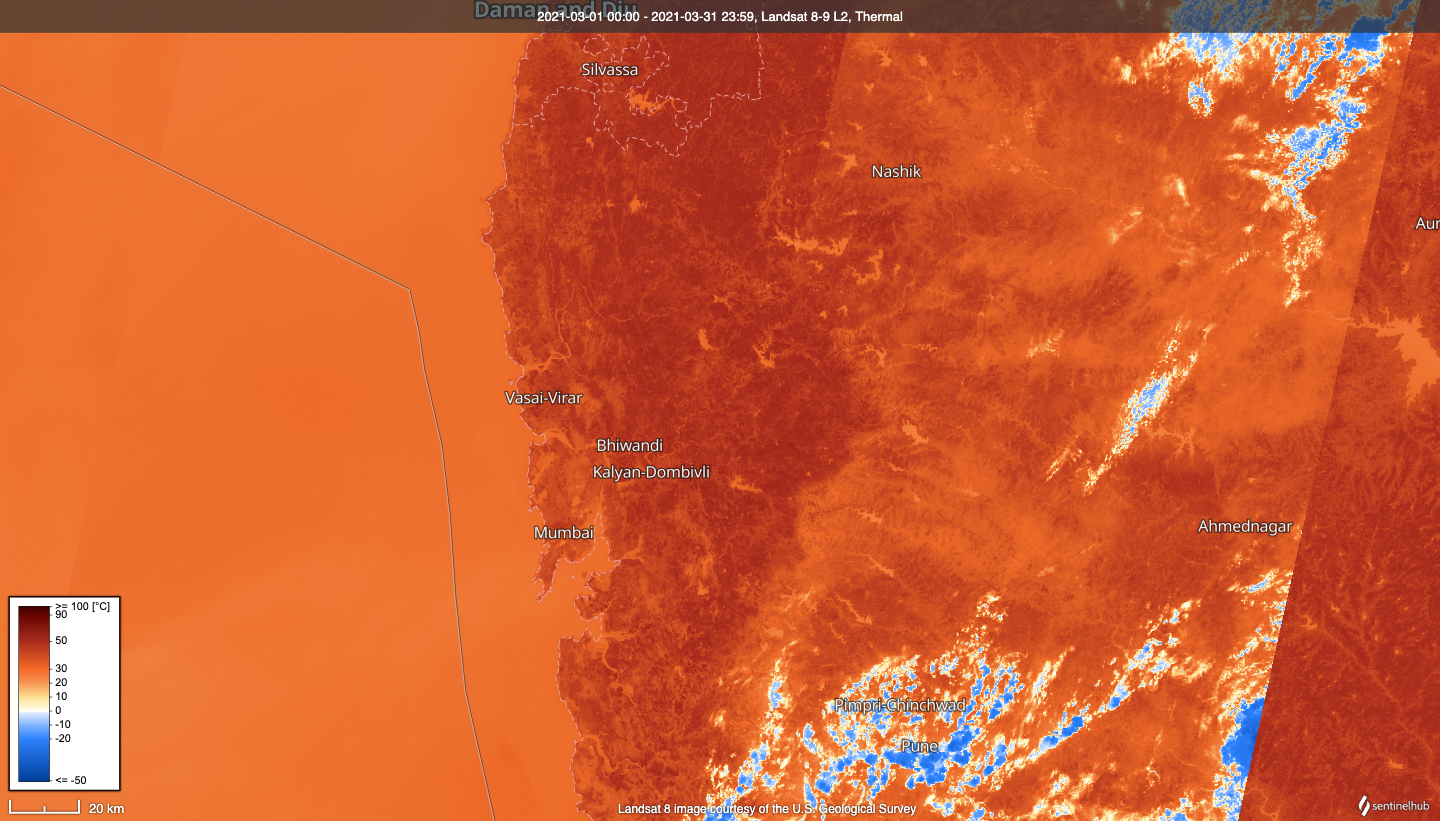 Daman and Diu
2021-03-01 00:00 - 2021-03-31 23:59, Landsat 8-9 L2, Thermal
Silvassa
Nashik
Aur
Vasai-Virar
Bhiwandi
Kalyan-Dombivli
Mumbai
Ahmednagar
>= 100 [°C]
90
50
30
20
10
0
-10
-20
<= -50
Pimpri-Chinchwad
Pune
20 km
Landsat 8 image courtesy of the U.S. Geological Survey
sentinelhub